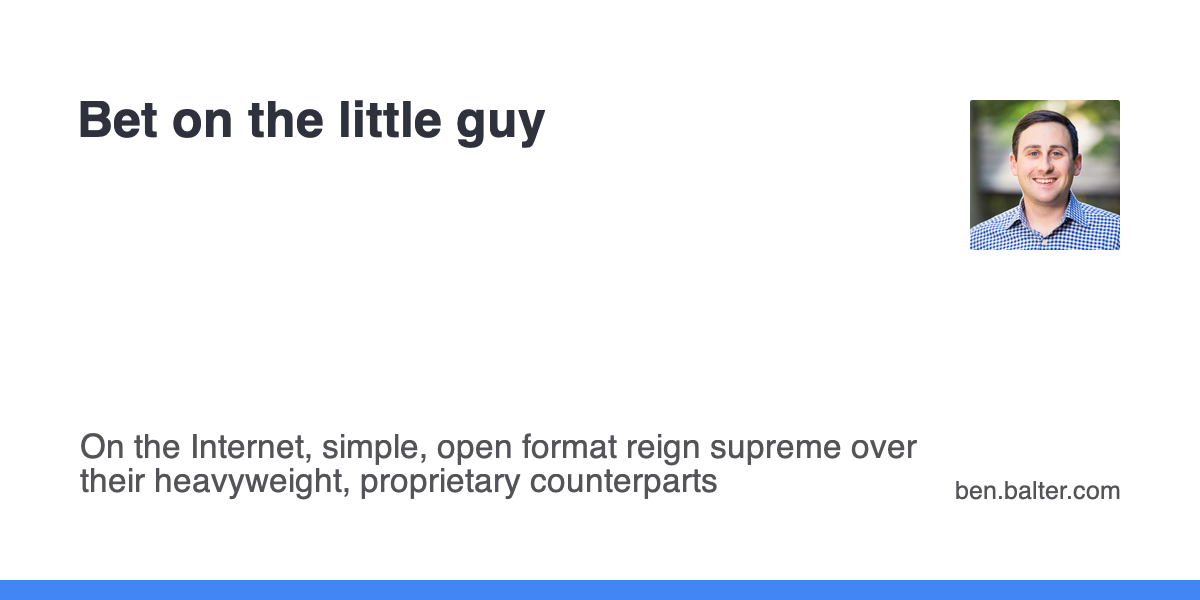 Bet on the little guy
On the Internet, simple, open format reign supreme over
their heavyweight, proprietary counterparts
ben.balter.com